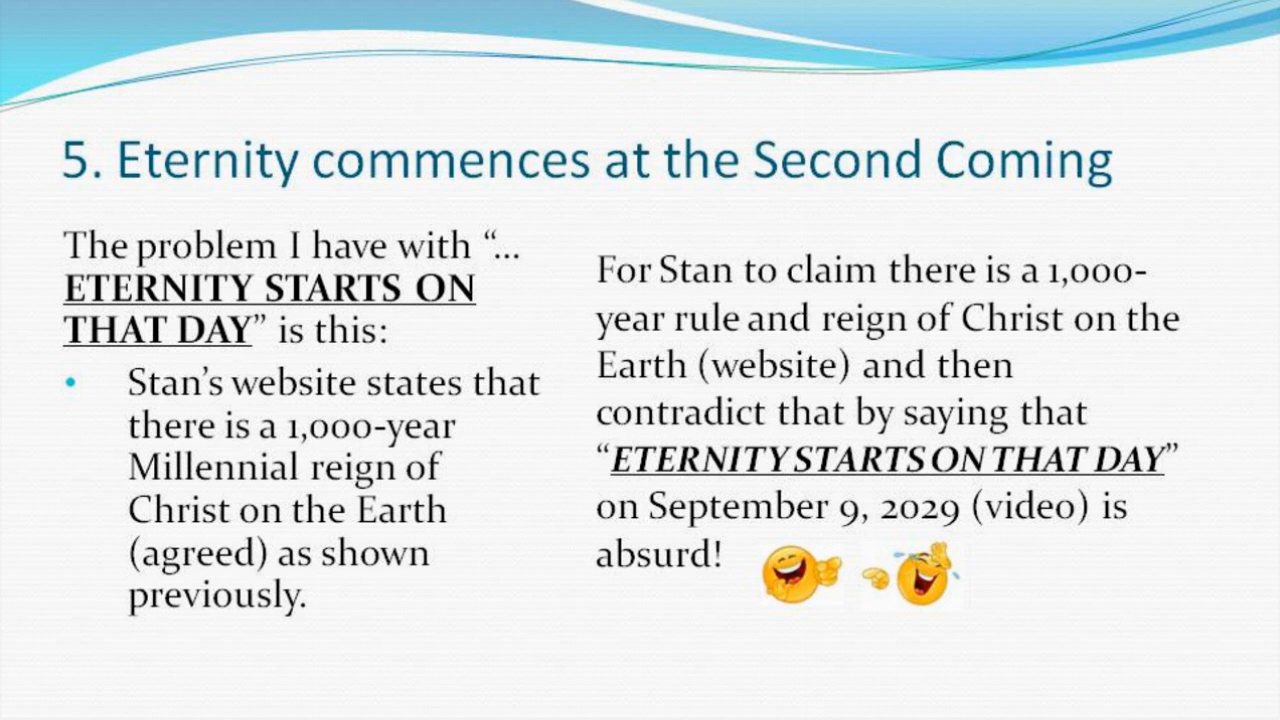 5. Eternity commences at the Second Coming
The problem I have with “…
ETERNITY STARTS ON
THAT DAY” is this:
• Stan’s website states that
there is a 1,000-year
Millennial reign of
Christ on the Earth
(agreed) as shown
previously.
For Stan to claim there is a 1,000-
year rule and reign of Christ on the
Earth (website) and then
contradict that by saying that
“ETERNITY STARTS ON THAT DAY”
on September 9, 2029 (video) is
absurd!